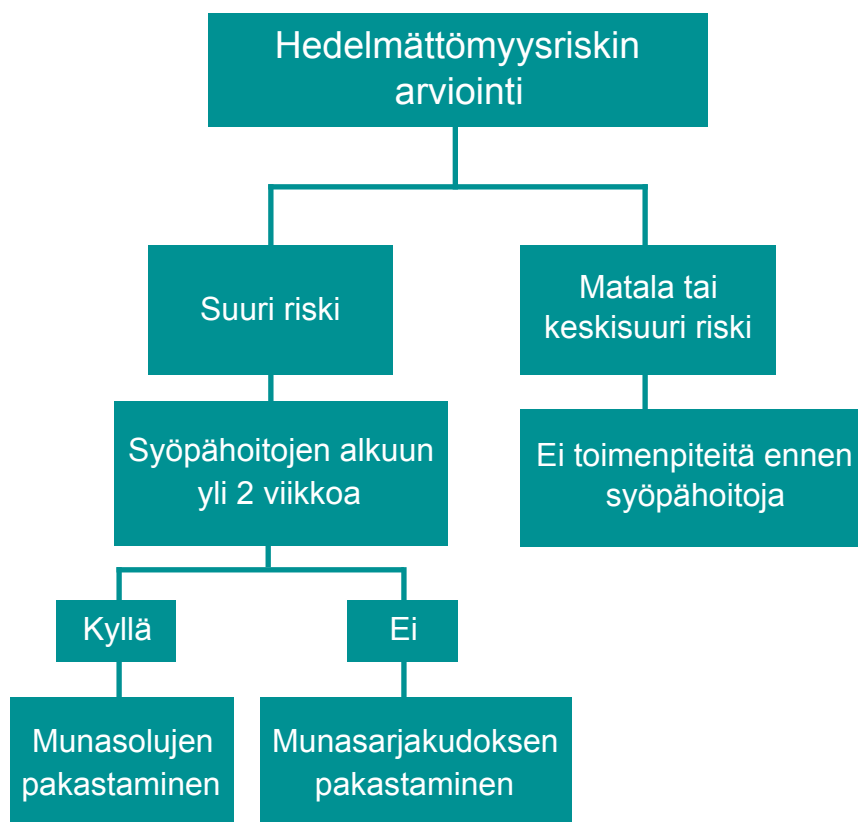 Hedelmättömyysriskin
arviointi
Suuri riski
Matala tai
keskisuuri riski
Syöpähoitojen alkuun
yli 2 viikkoa
Ei toimenpiteitä ennen
syöpähoitoja
Kyllä
Ei
Munasolujen
pakastaminen
Munasarjakudoksen
pakastaminen